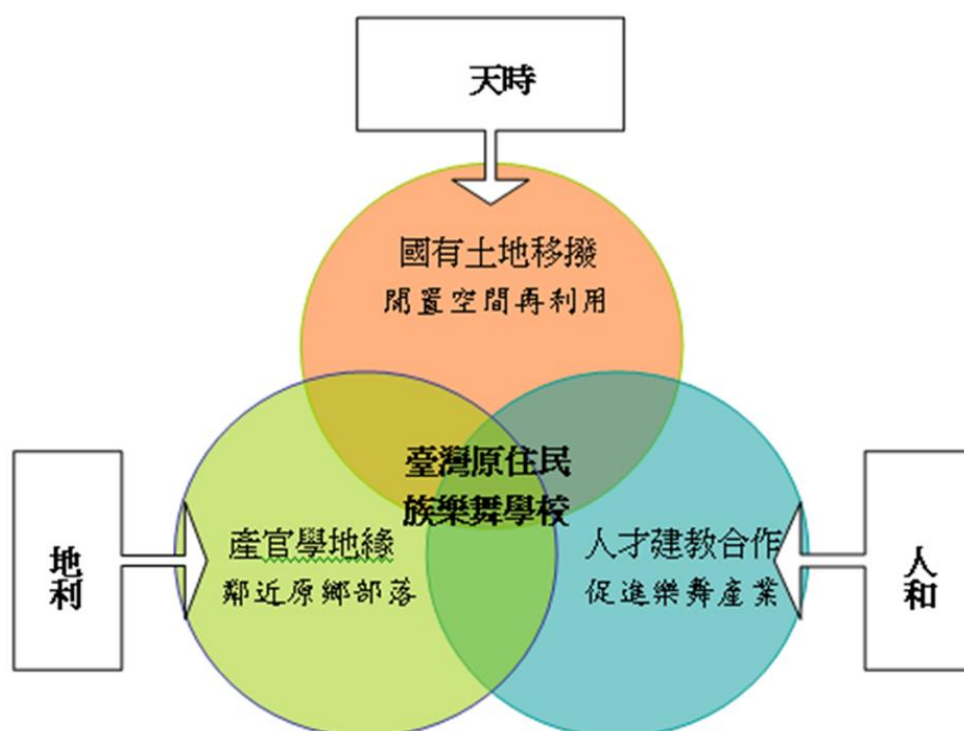 天時
國有土地移撥
閒置空間再利用
臺灣原住民
族樂舞學校
地利
產官學地緣
鄰近原鄉部落
人才建教合作
促進樂舞產業
人和